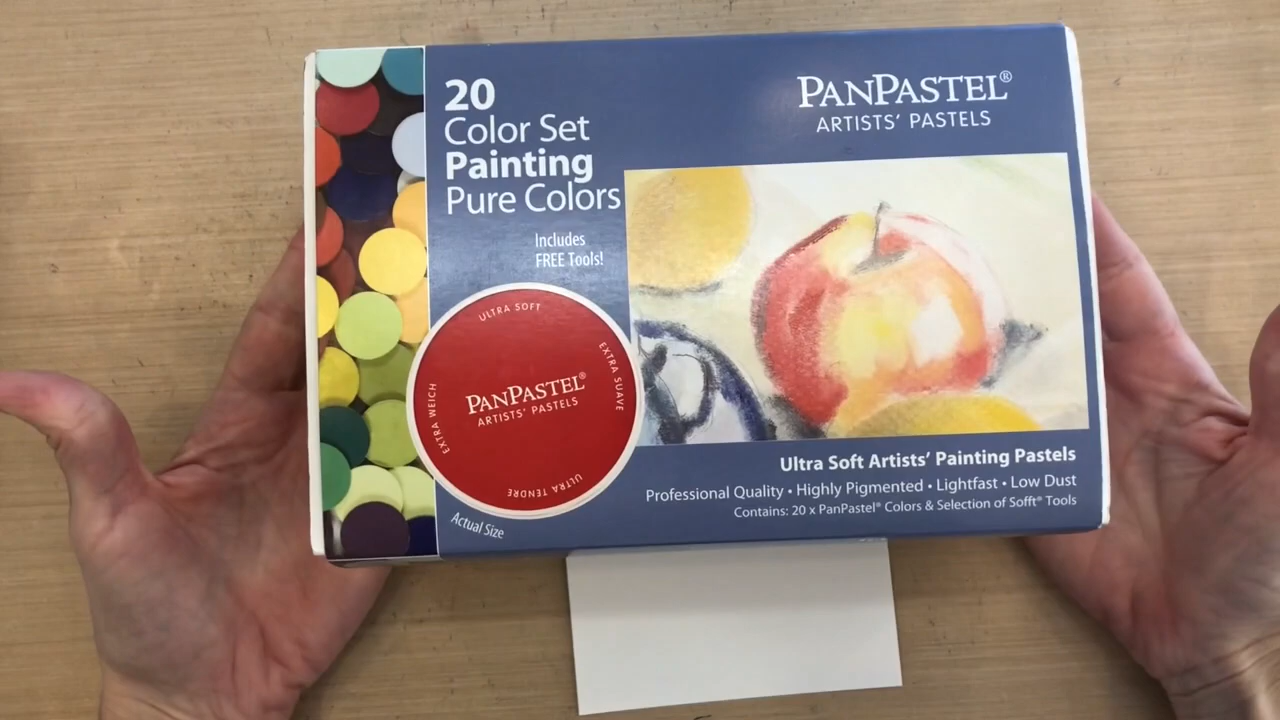 20
Color Set
Painting
Pure Colors
Includes
FREE Tools!
PANPASTEL®
ARTISTS' PASTELS
ULTRA SOFT
EXTRA SUAVE
ULTRA TENDRE
EXTRA WEICH
PANPASTEL®
ARTISTS' PASTELS
Actual Size
Ultra Soft Artists' Painting Pastels
Professional Quality • Highly Pigmented • Lightfast • Low Dust
Contains: 20 x PanPastel® Colors & Selection of Sofft® Tools